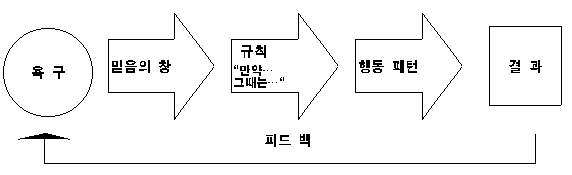 욕 구
믿음의 창
규칙
“만약…
그때는…“
행동 패턴
결 과
피드 백